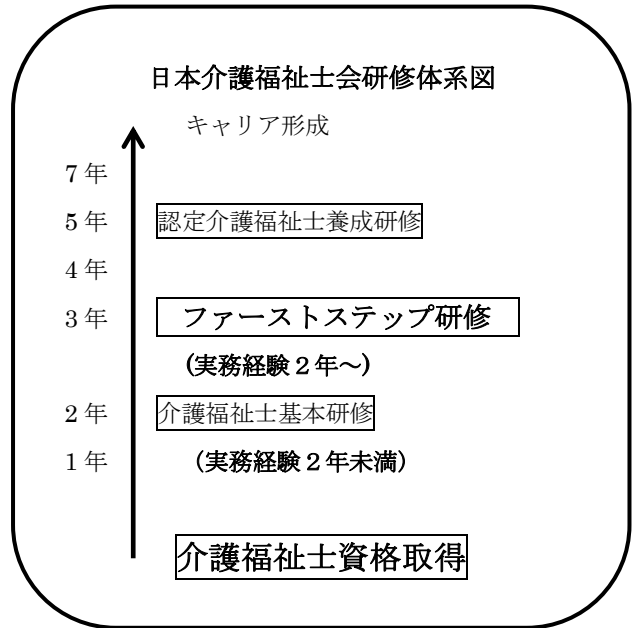 日本介護福祉士会研修体系図
キャリア形成
7 年
5 年 認定介護福祉士養成研修
4 年
3 年 ファーストステップ研修
(実務経験２年～)
2 年 介護福祉士基本研修
1 年 (実務経験２年未満)
介護福祉士資格取得